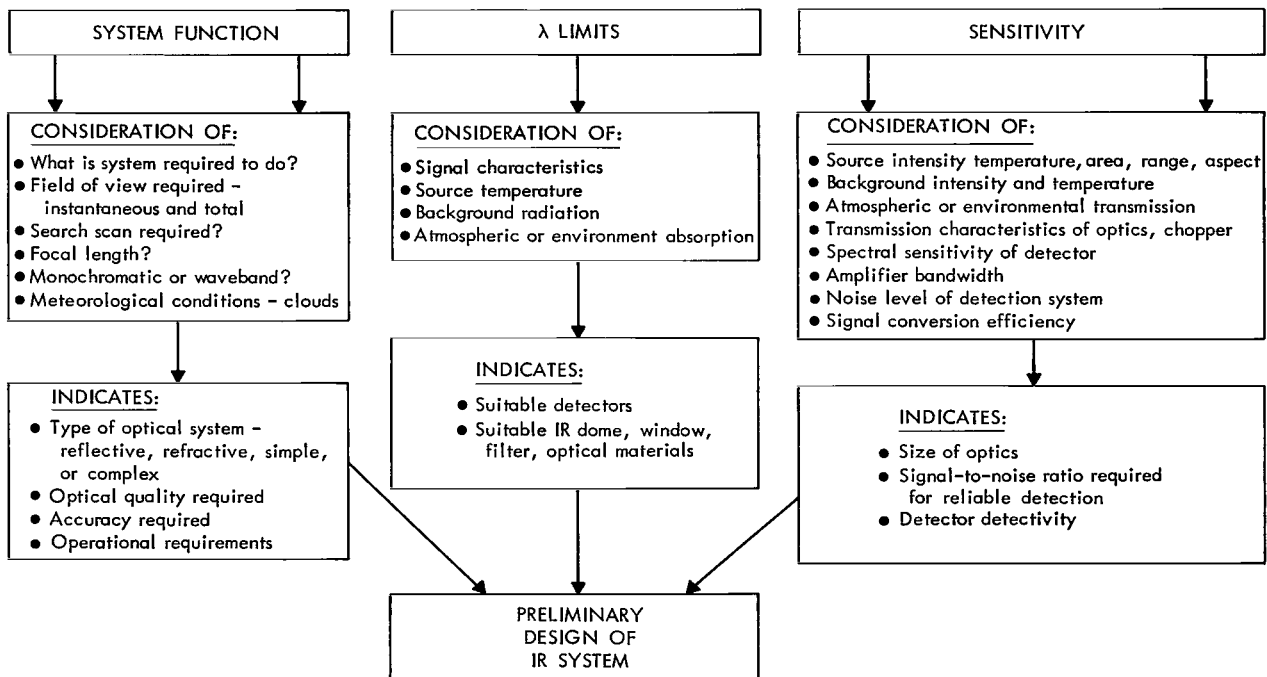 SYSTEM FUNCTION
CONSIDERATION OF:
● What is system required to do?
● Field of view required –
instantaneous and total
● Search scan required?
● Focal length?
● Monochromatic or waveband?
● Meteorological conditions – clouds
INDICATES:
● Type of optical system –
reflective, refractive, simple,
or complex
● Optical quality required
● Accuracy required
● Operational requirements
λ LIMITS
CONSIDERATION OF:
● Signal characteristics
● Source temperature
● Background radiation
● Atmospheric or environment absorption
INDICATES:
● Suitable detectors
● Suitable IR dome, window,
filter, optical materials
SENSITIVITY
CONSIDERATION OF:
● Source intensity temperature, area, range, aspect
● Background intensity and temperature
● Atmospheric or environmental transmission
● Transmission characteristics of optics, chopper
● Spectral sensitivity of detector
● Amplifier bandwidth
● Noise level of detection system
● Signal conversion efficiency
INDICATES:
● Size of optics
● Signal-to-noise ratio required
for reliable detection
● Detector detectivity
PRELIMINARY
DESIGN OF
IR SYSTEM